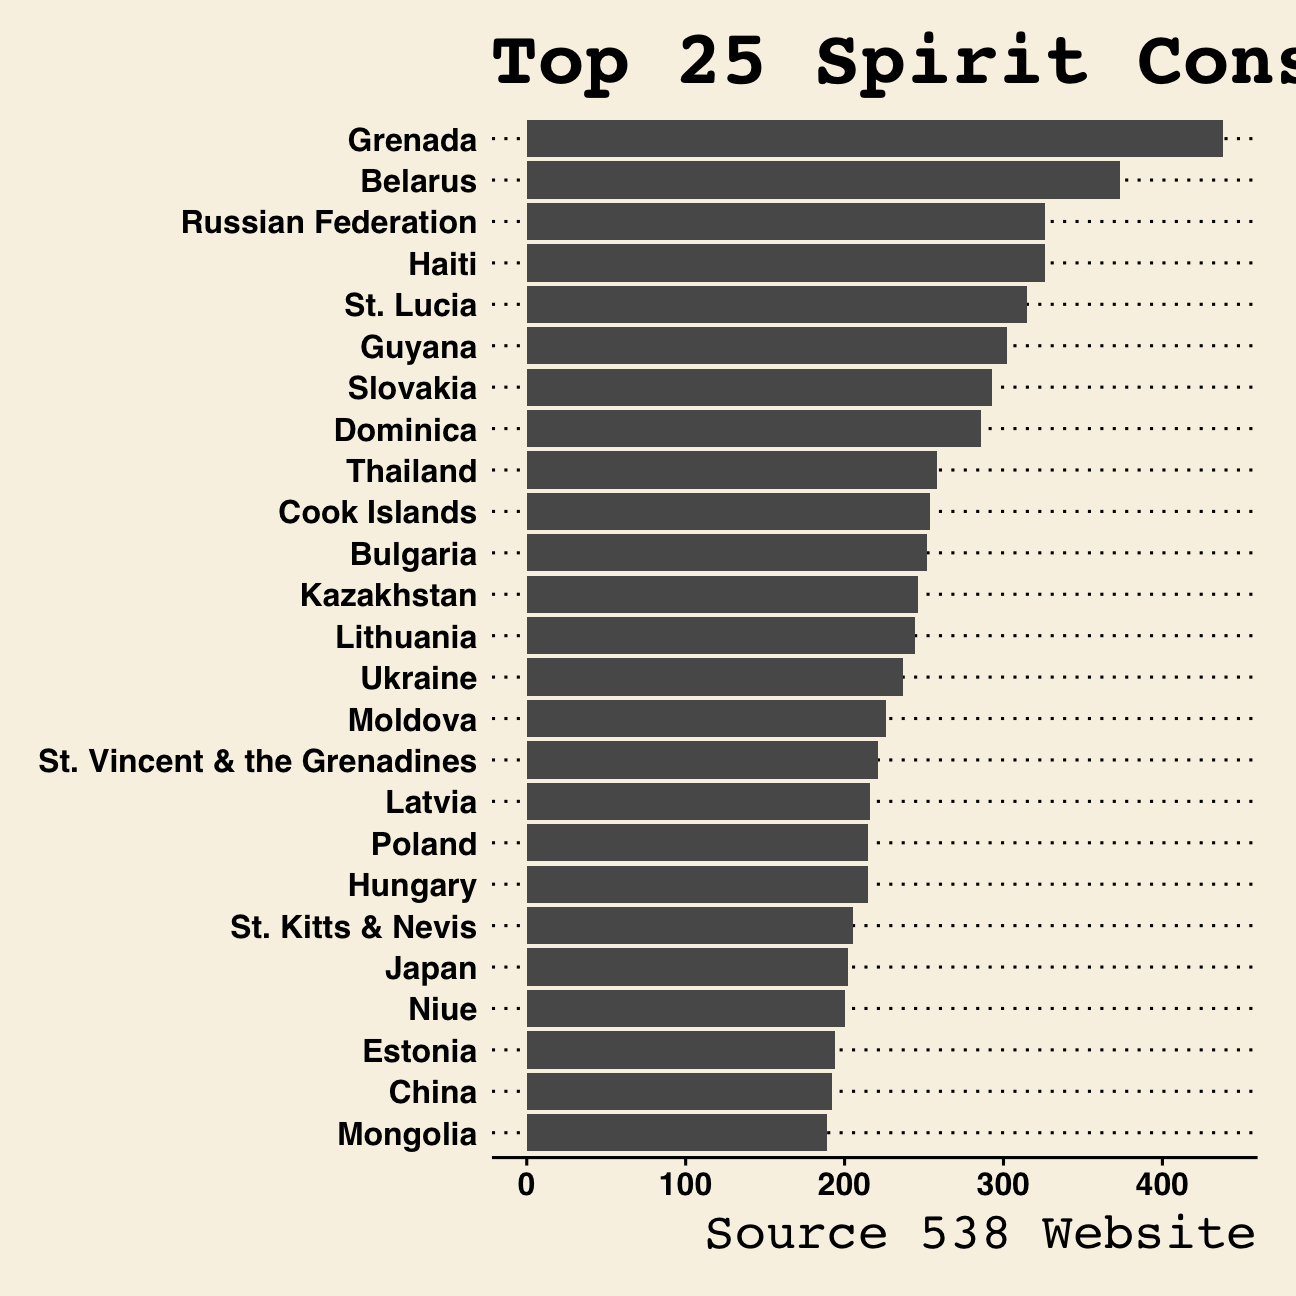 Top 25 Spirit Cons
Grenada
Belarus
Russian Federation
Haiti
St. Lucia
Guyana
Slovakia
Dominica
Thailand
Cook Islands
Bulgaria
Kazakhstan
Lithuania
Ukraine
Moldova
St. Vincent & the Grenadines
Latvia
Poland
Hungary
St. Kitts & Nevis
Japan
Niue
Estonia
China
Mongolia
0 100 200 300 400
Source 538 Website